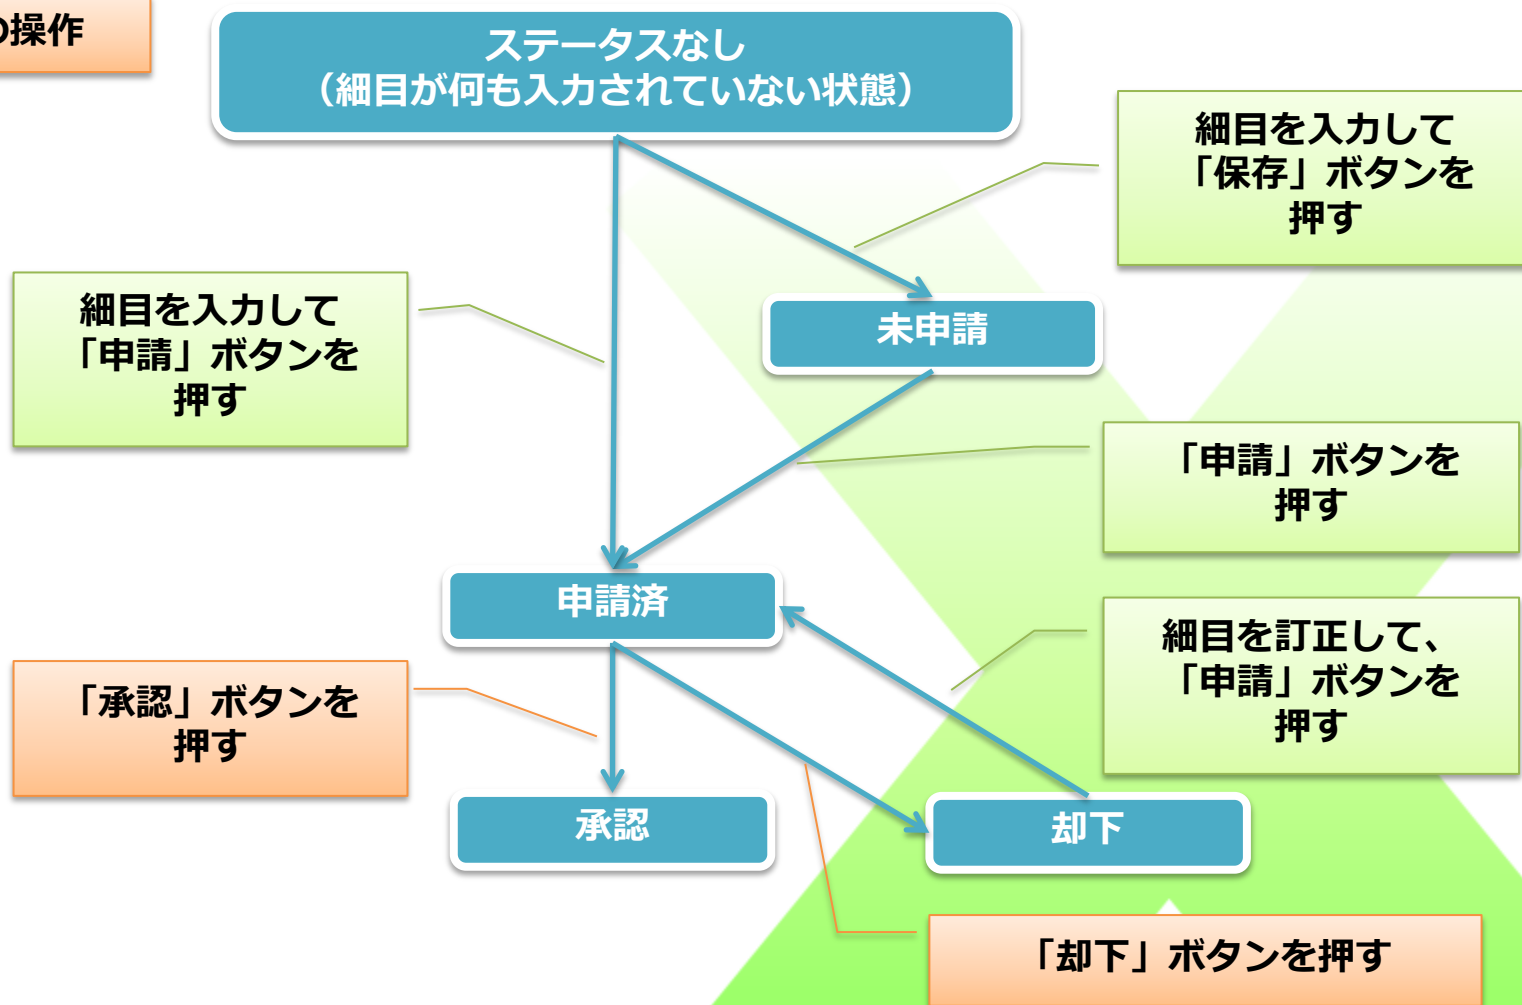 の操作
ステータスなし
（細目が何も入力されていない状態）
細目を入力して
「保存」ボタンを
押す
細目を入力して
「申請」ボタンを
押す
未申請
「申請」ボタンを
押す
申請済
細目を訂正して、
「申請」ボタンを
押す
「承認」ボタンを
押す
承認
却下
「却下」ボタンを押す